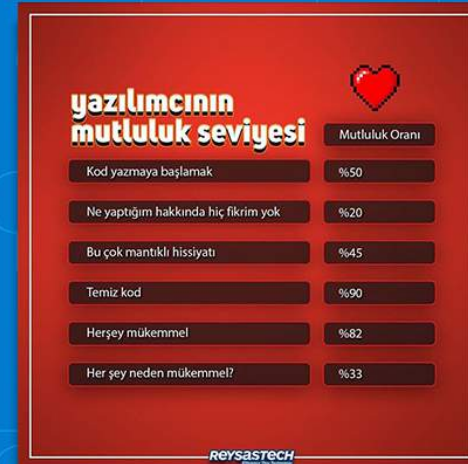 yazılımcının
mutluluk seviyesi
Mutluluk Oranı
Kod yazmaya başlamak %50
Ne yaptığım hakkında hiç fikrim yok %20
Bu çok mantıklı hissiyatı %45
Temiz kod %90
Herşey mükemmel %82
Her şey neden mükemmel? %33
REYSASTECH